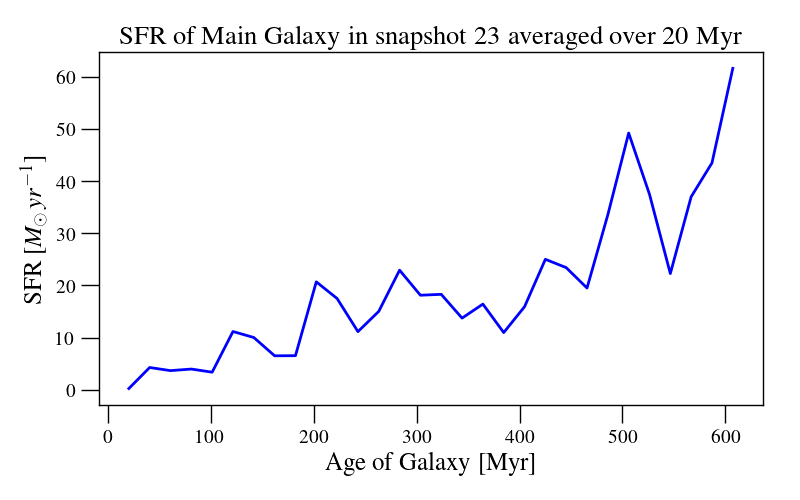 SFR of Main Galaxy in snapshot 23 averaged over 20 Myr
SFR [M⊙ yr⁻¹]
60
50
40
30
20
10
0
0 100 200 300 400 500 600
Age of Galaxy [Myr]